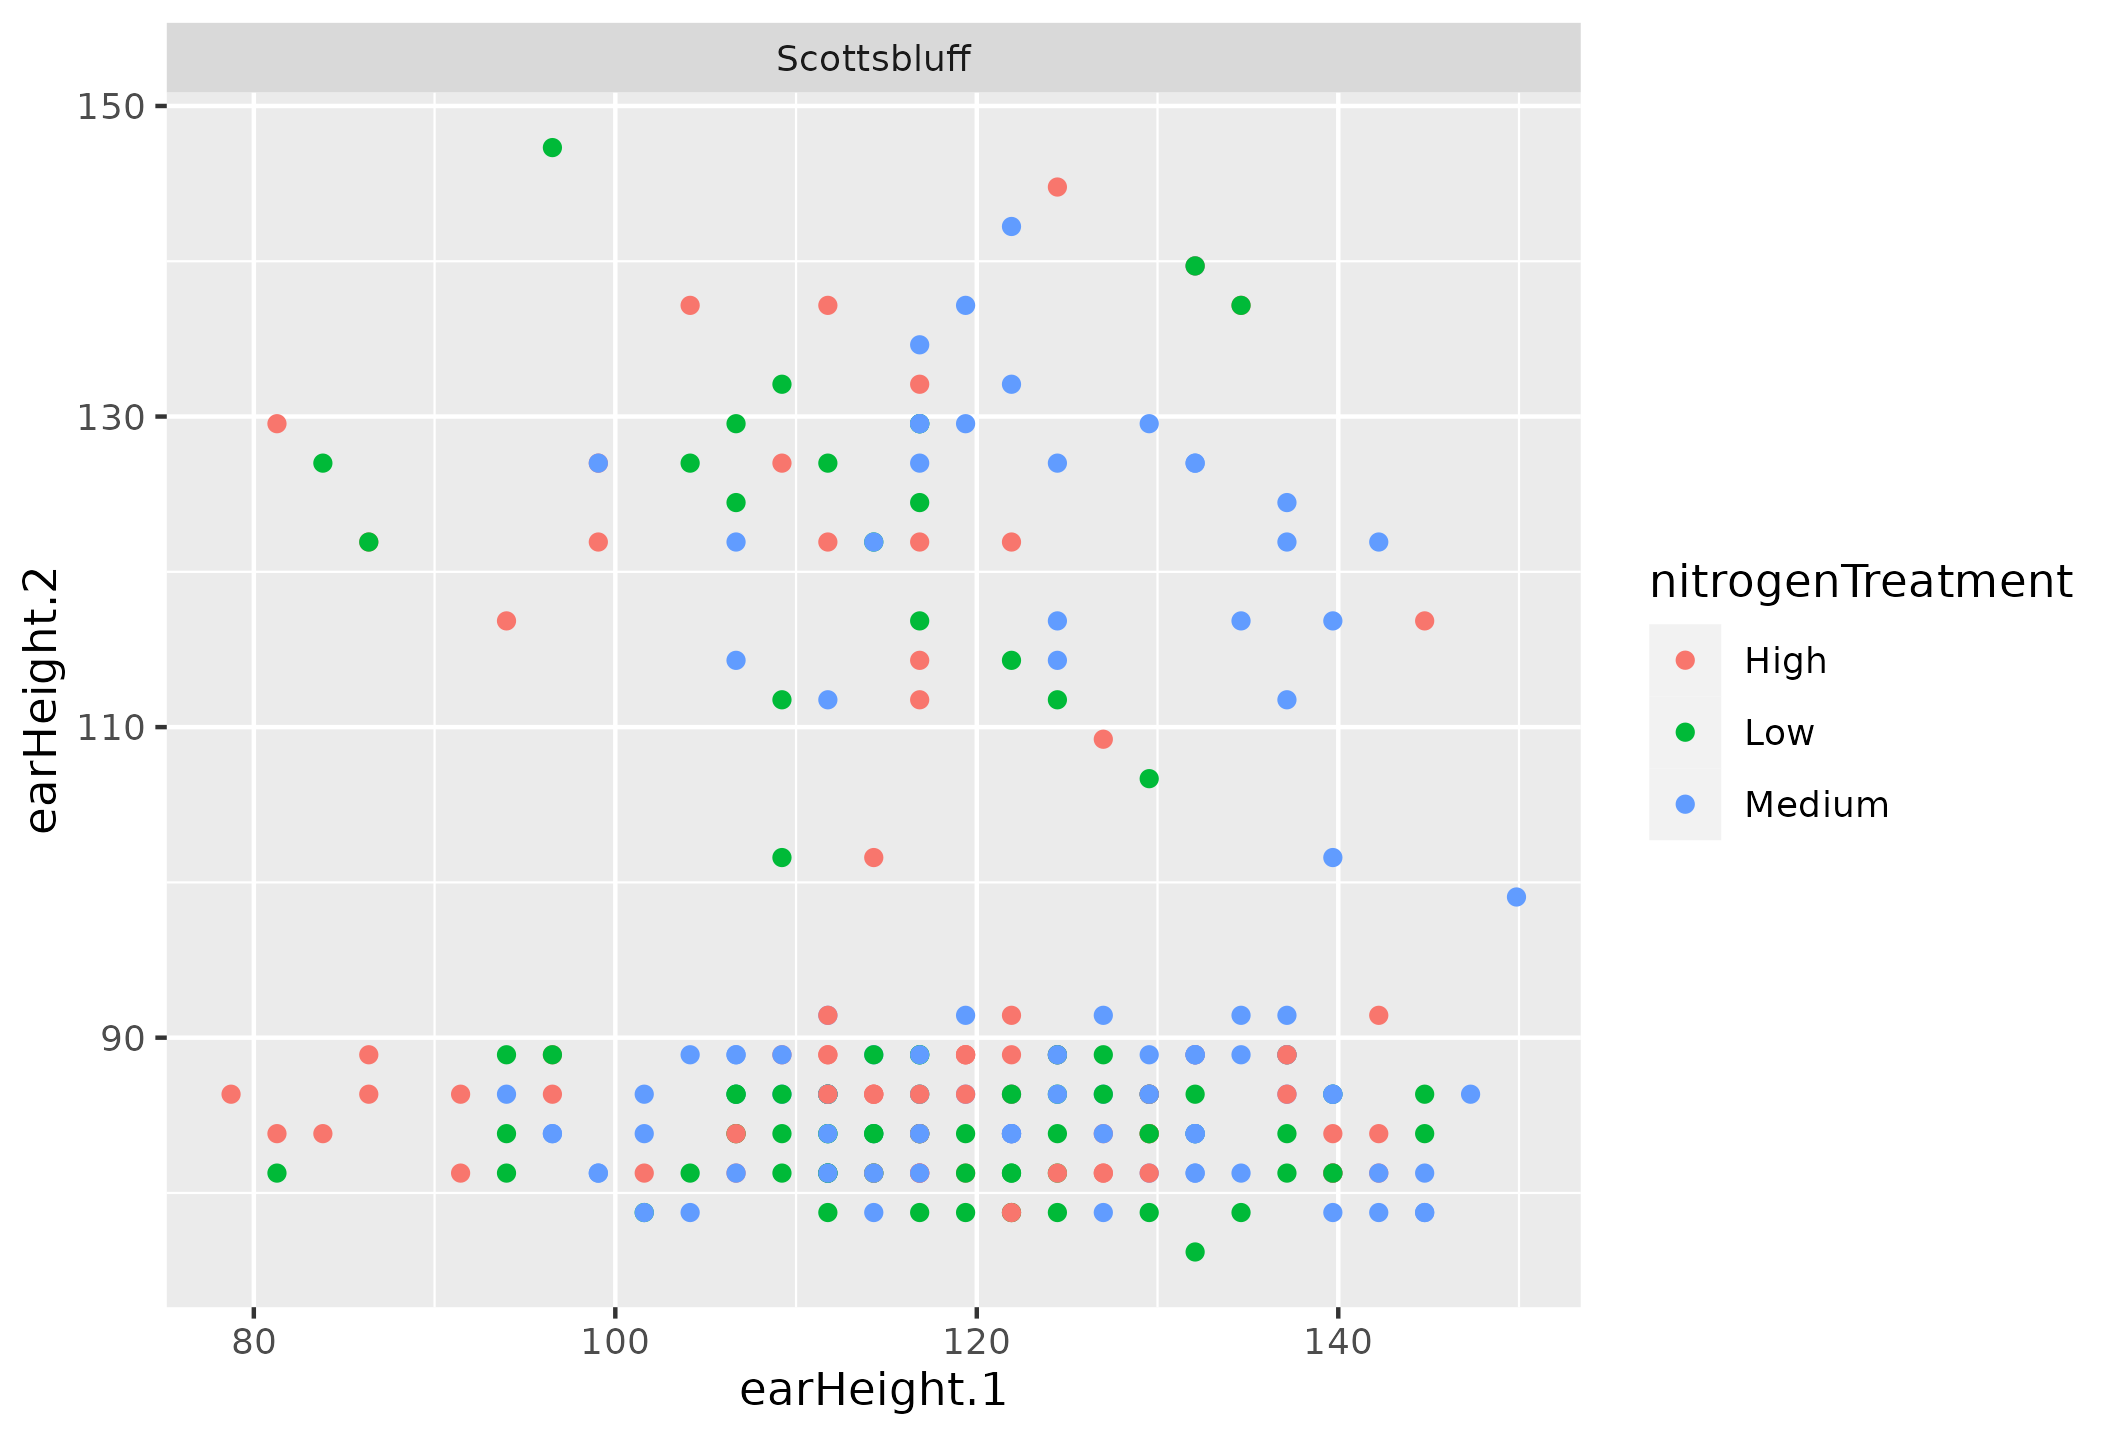 Scottsbluff
150
130
110
90
earHeight.2
80 100 120 140
earHeight.1
nitrogenTreatment
High
Low
Medium